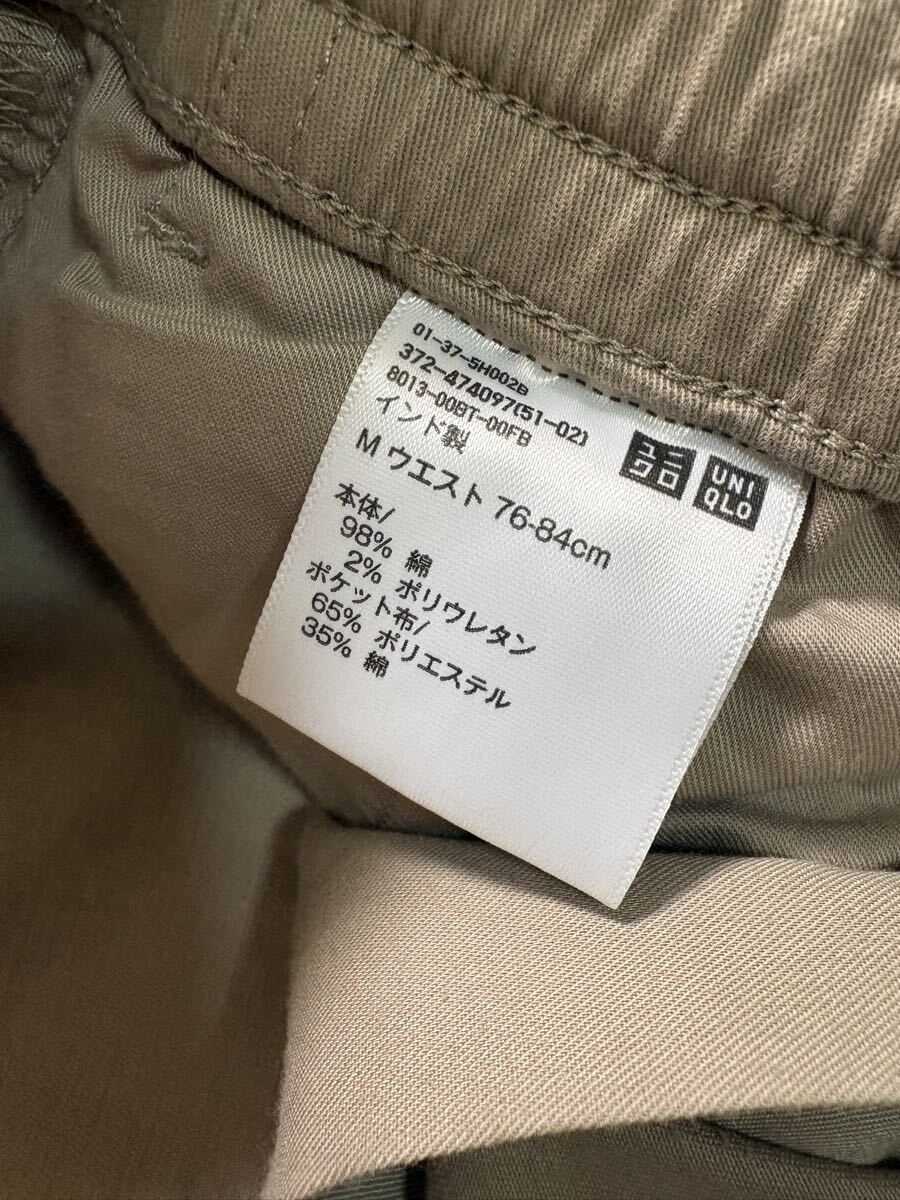 01-37-5H002B
372-474097(51-02)
8013-00BT-00FB
インド製
M ウエスト 76-84cm
ユニ
クロ
UNI
QLO
本体/
98% 綿
2% ポリウレタン
ポケット布/
65% ポリエステル
35% 綿